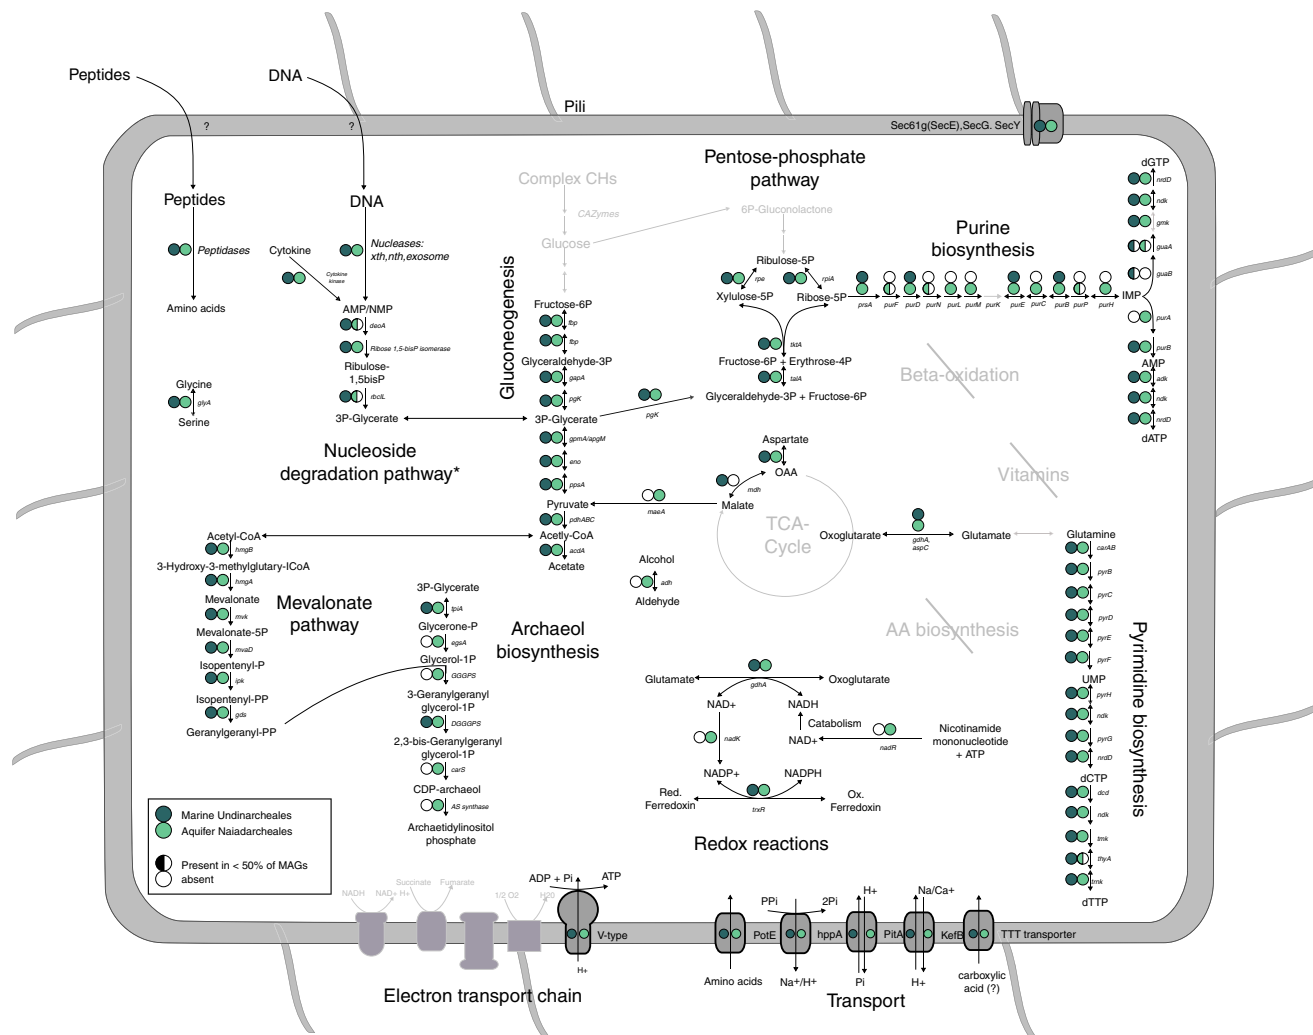 Peptides
DNA
Pili
?
?
Sec61g(SecE),SecG. SecY
Pentose-phosphate
pathway
Complex CHs
CAZymes
Glucose
6P-Gluconolactone
Peptides
DNA
Peptidases
Cytokine
Cytokine
kinase
Nucleases:
xth,nth,exosome
Amino acids
AMP/NMP
deoA
Ribose 1,5-bisP isomerase
Ribulose-
1,5bisP
rbclL
3P-Glycerate
Glycine
glyA
Serine
Nucleoside
degradation pathway*
Gluconeogenesis
Fructose-6P
fbp
fbp
Glyceraldehyde-3P
gapA
pgK
3P-Glycerate
gpmA/apgM
eno
ppsA
Pyruvate
pdhABC
Acetly-CoA
acdA
Acetate
pgK
Ribulose-5P
rpe
rpiA
Xylulose-5P
Ribose-5P
tktA
Fructose-6P + Erythrose-4P
talA
Glyceraldehyde-3P + Fructose-6P
Purine
biosynthesis
prsA
purF
purD
purN
purL
purM
purK
purE
purC
purB
purP
purH
IMP
dGTP
nrdD
ndk
gmk
guaA
guaB
purA
purB
AMP
adk
ndk
nrdD
dATP
Beta-oxidation
Vitamins
AA biosynthesis
Aspartate
OAA
mdh
Malate
maeA
TCA-
Cycle
Oxoglutarate
gdhA,
aspC
Glutamate
Glutamine
carAB
pyrB
pyrC
pyrD
pyrE
pyrF
UMP
pyrH
ndk
pyrG
nrdD
dCTP
dcd
ndk
tmk
thyA
tmk
dTTP
Pyrimidine biosynthesis
Alcohol
adh
Aldehyde
Acetyl-CoA
hmgB
3-Hydroxy-3-methylglutary-ICoA
hmgA
Mevalonate
mvk
Mevalonate-5P
mvaD
Isopentenyl-P
ipk
Isopentenyl-PP
gds
Geranylgeranyl-PP
Mevalonate
pathway
3P-Glycerate
tpiA
Glycerone-P
egsA
Glycerol-1P
GGGPS
3-Geranylgeranyl
glycerol-1P
DGGGPS
2,3-bis-Geranylgeranyl
glycerol-1P
carS
CDP-archaeol
AS synthase
Archaetidylinositol
phosphate
Archaeol
biosynthesis
Glutamate
gdhA
Oxoglutarate
NAD+
NADH
Catabolism
nadK
NAD+
nadR
Nicotinamide
mononucleotide
+ ATP
NADP+
NADPH
Red.
Ferredoxin
trxR
Ox.
Ferredoxin
Redox reactions
Marine Undinarcheales
Aquifer Naiadarcheales
Present in < 50% of MAGs
absent
NADH
NAD+ H+
Succinate
Fumarate
1/2 O2
H20
ADP + Pi
ATP
V-type
H+
Electron transport chain
PotE
Amino acids
PPi
2Pi
hppA
Na+/H+
H+
PitA
Pi
Na/Ca+
KefB
H+
TTT transporter
carboxylic
acid (?)
Transport